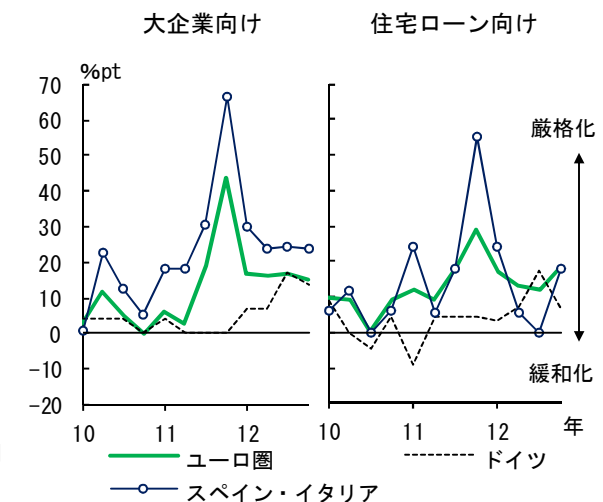 大企業向け
住宅ローン向け
%pt
70
60
50
40
30
20
10
0
-10
-20
厳格化
緩和化
10 11 12
10 11 12 年
ユーロ圏
ドイツ
スペイン・イタリア